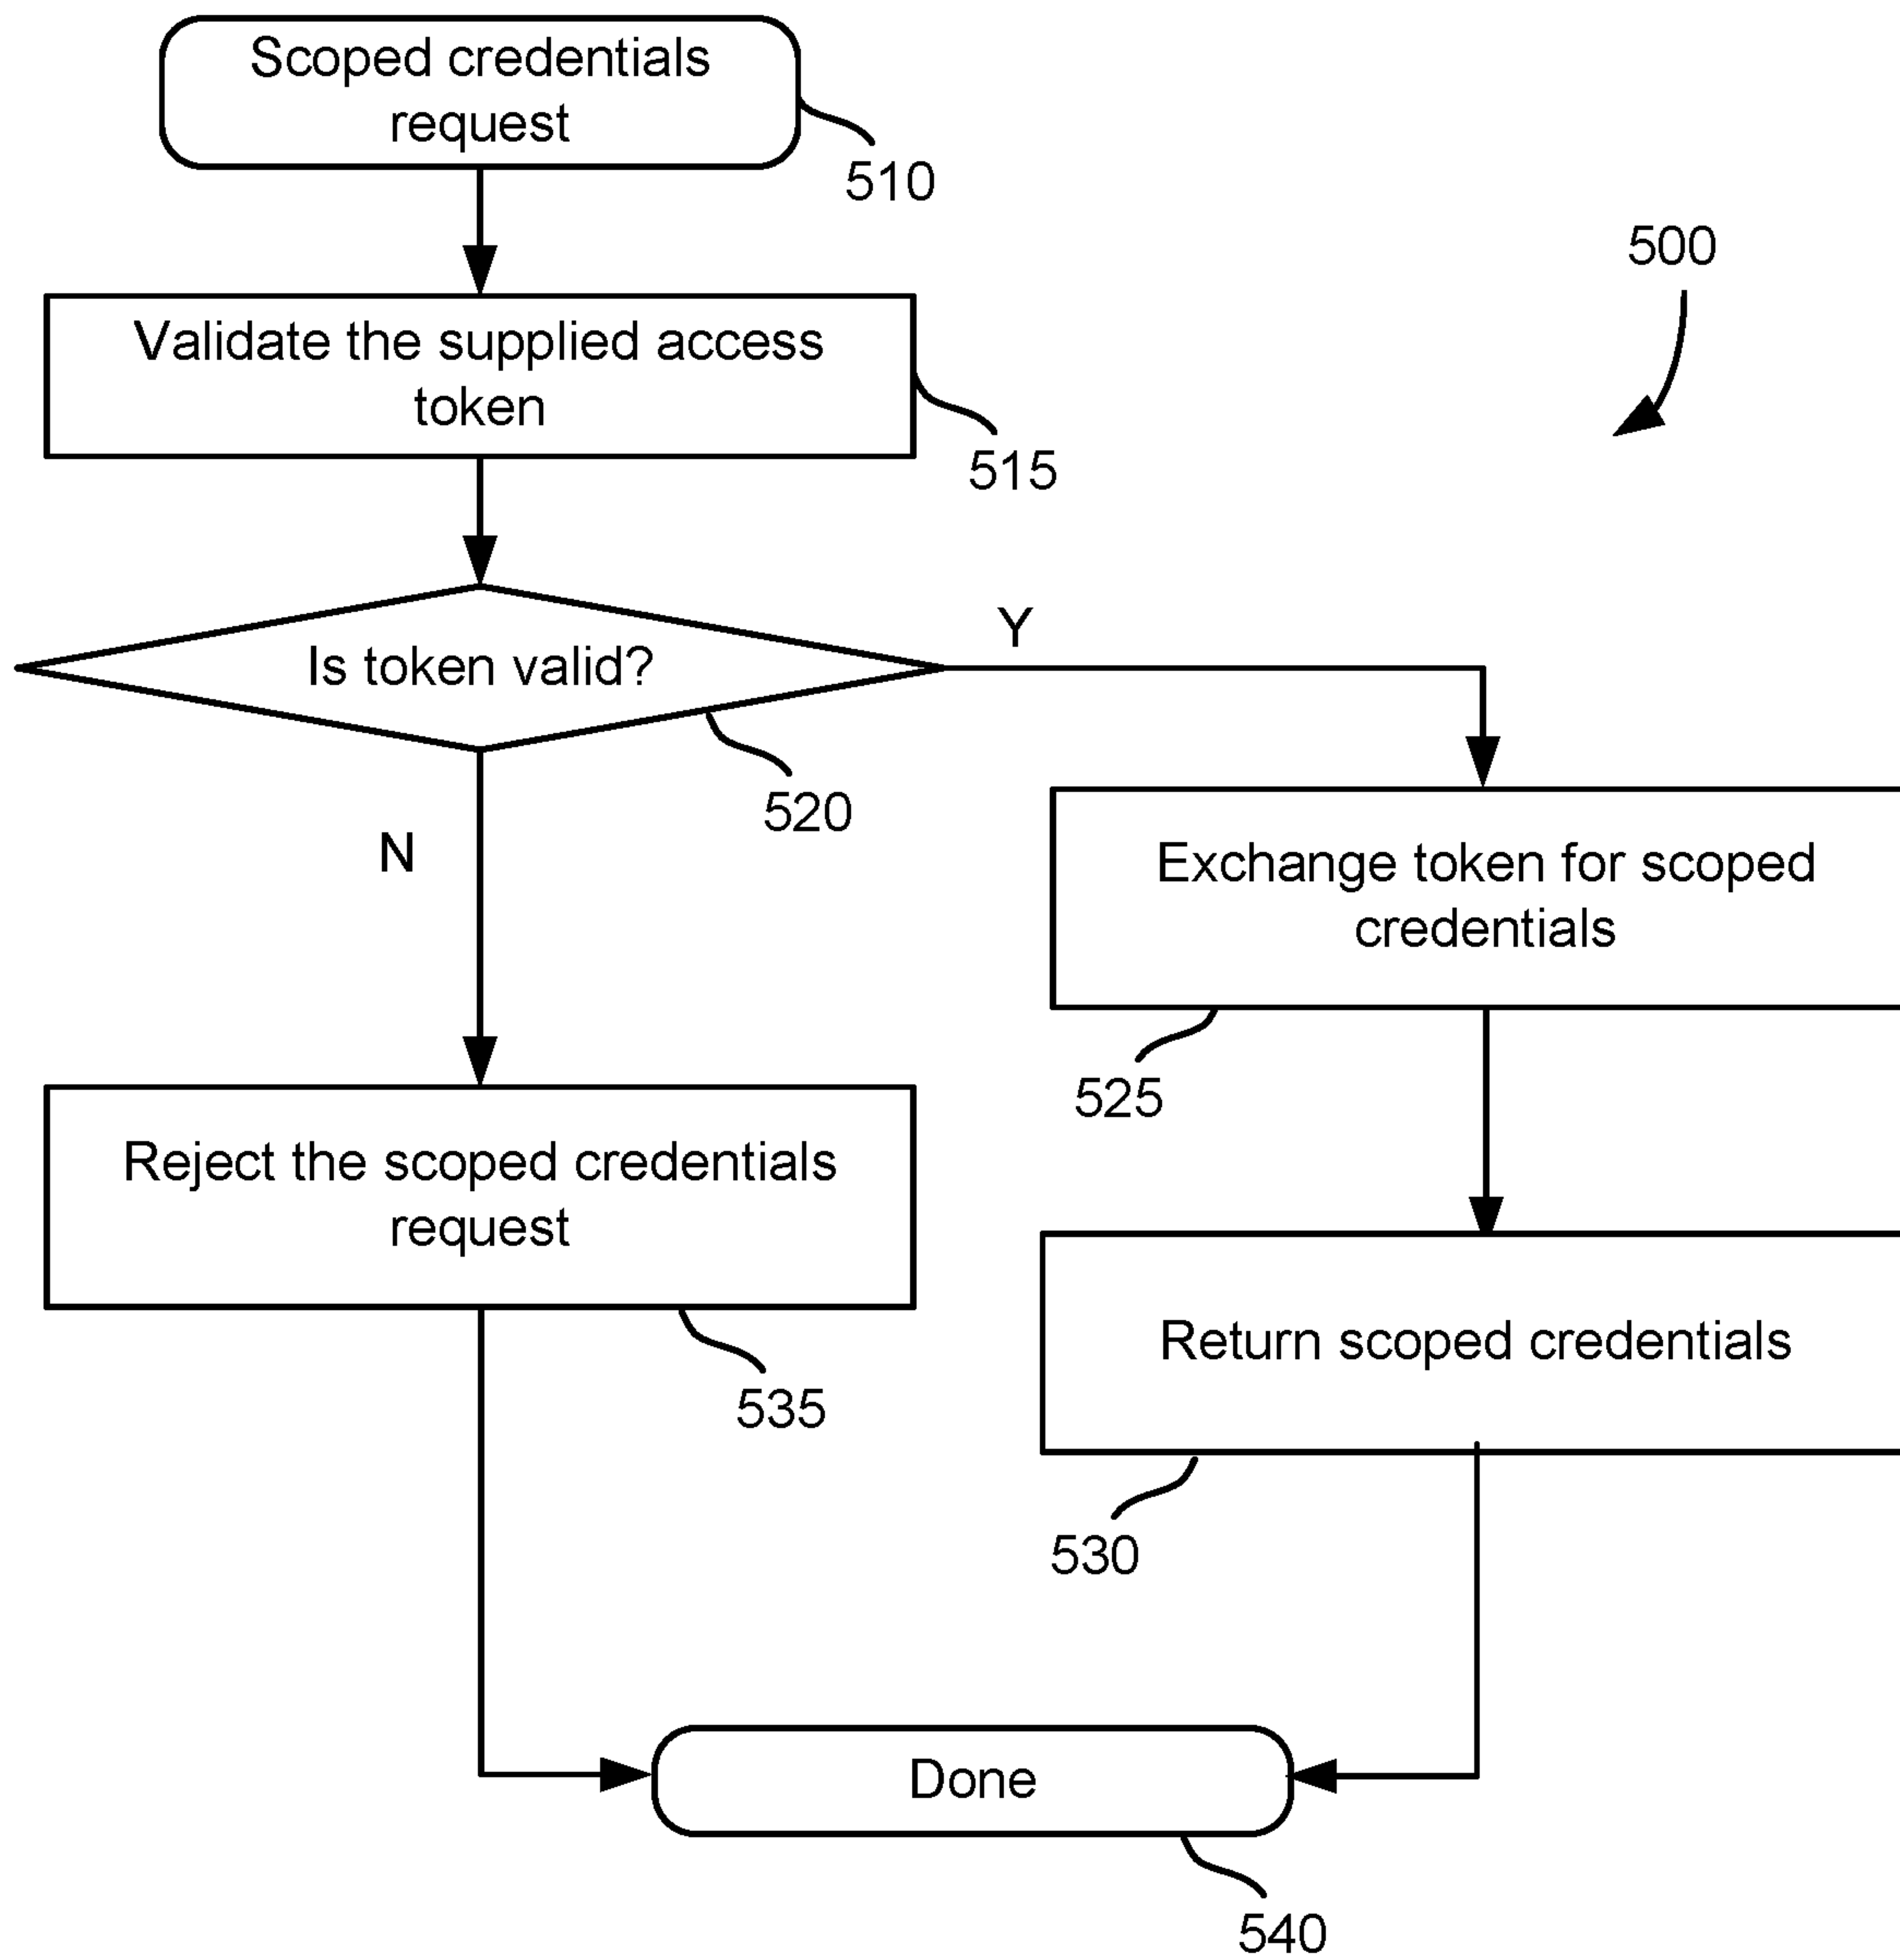 Scoped credentials
request
510
500
Validate the supplied access
token
515
Is token valid?
Y
520
N
Exchange token for scoped
credentials
525
Reject the scoped credentials
request
535
Return scoped credentials
530
Done
540